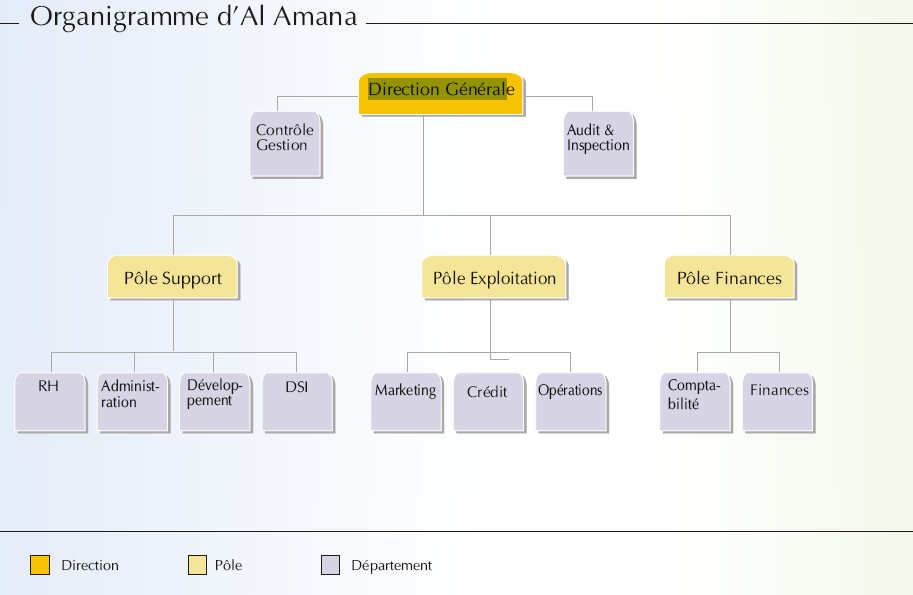 Organigramme d'Al Amana
Direction Générale
Contrôle
Gestion
Audit &
Inspection
Pôle Support
Pôle Exploitation
Pôle Finances
RH
Administ-
ration
Dévelop-
pement
DSI
Marketing
Crédit
Opérations
Compta-
bilité
Finances
Direction
Pôle
Département